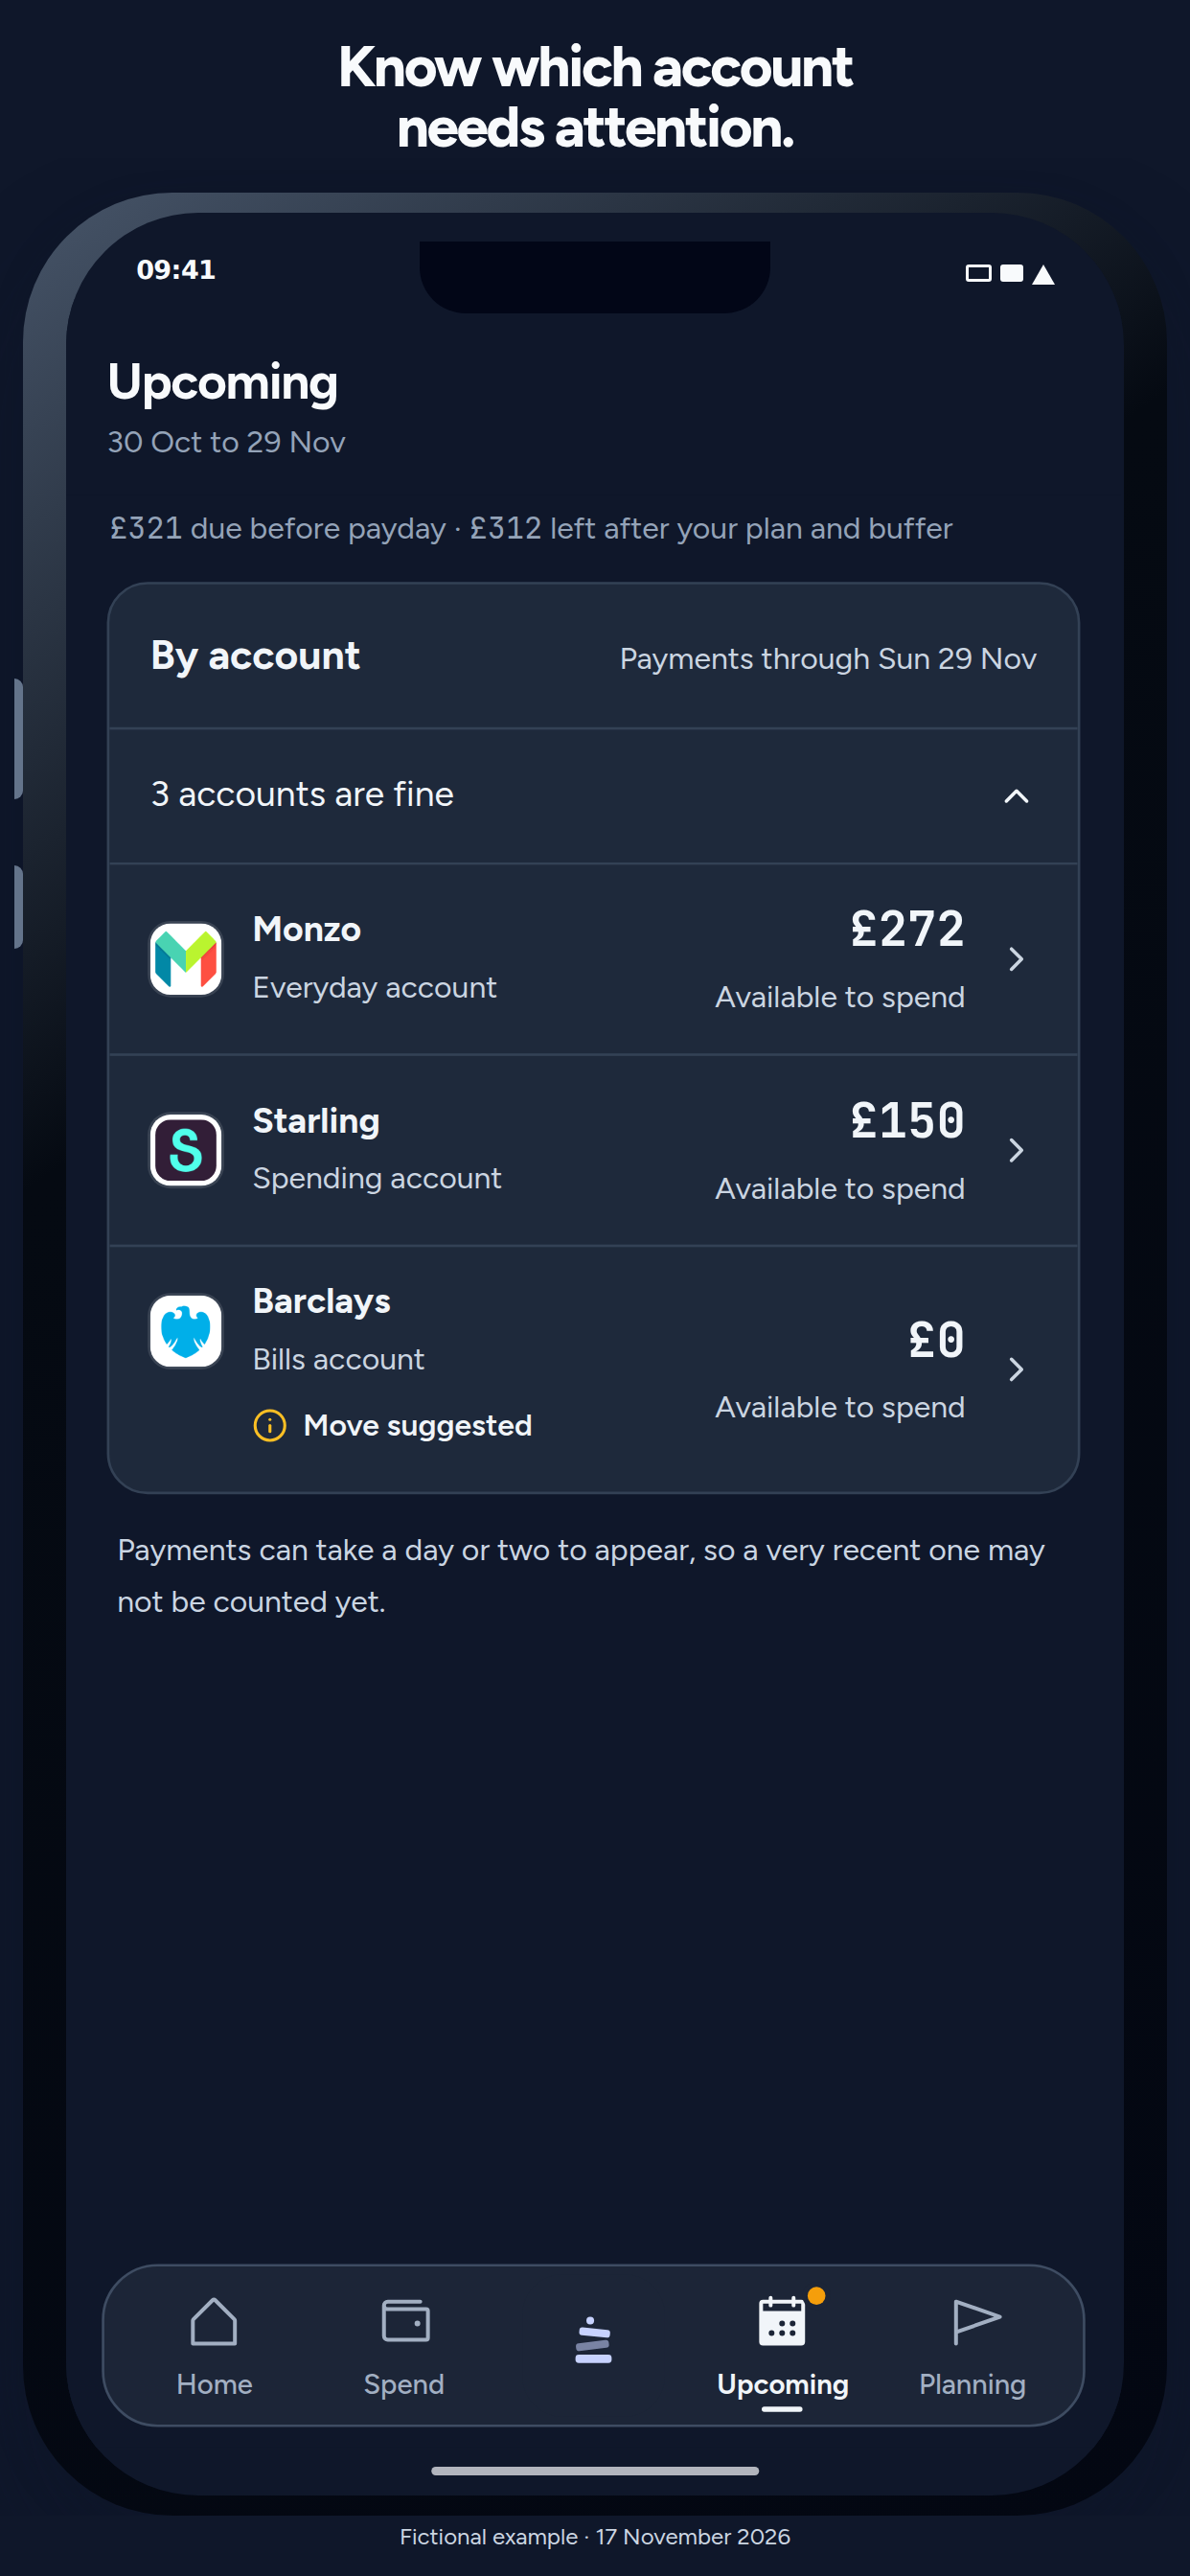 Know which account
needs attention.
09:41
Upcoming
30 Oct to 29 Nov
£321 due before payday · £312 left after your plan and buffer
By account
Payments through Sun 29 Nov
3 accounts are fine
Monzo
£272
Everyday account
Available to spend
Starling
£150
Spending account
Available to spend
Barclays
£0
Bills account
Available to spend
Move suggested
Payments can take a day or two to appear, so a very recent one may
not be counted yet.
Home
Spend
Upcoming
Planning
Fictional example · 17 November 2026